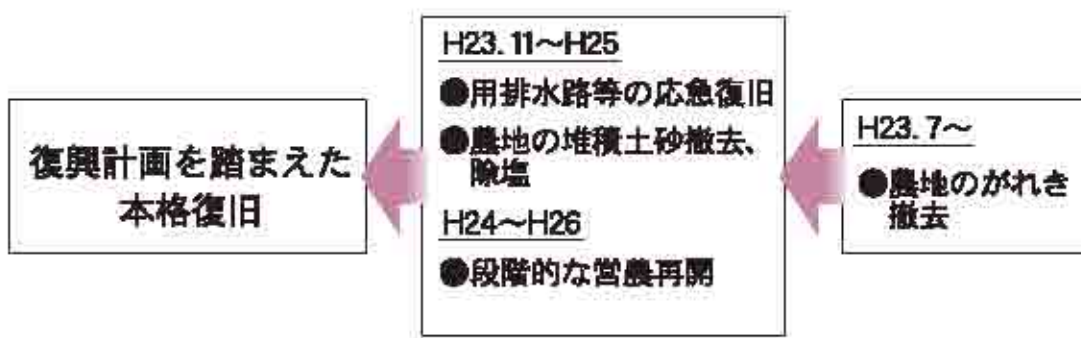 復興計画を踏まえた
本格復旧
H23.11～H25
●用排水路等の応急復旧
●農地の堆積土砂撤去、
除塩
H24～H26
●段階的な営農再開
H23.7～
●農地のがれき
撤去